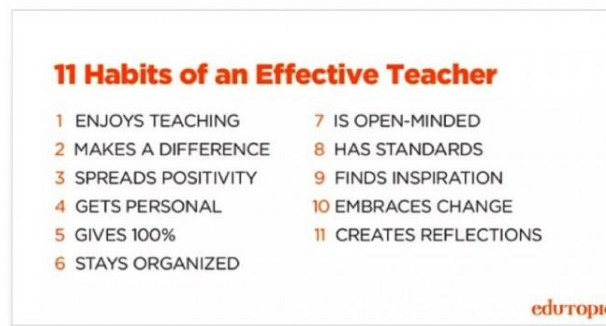 11 Habits of an Effective Teacher
1 ENJOYS TEACHING
2 MAKES A DIFFERENCE
3 SPREADS POSITIVITY
4 GETS PERSONAL
5 GIVES 100%
6 STAYS ORGANIZED
7 IS OPEN-MINDED
8 HAS STANDARDS
9 FINDS INSPIRATION
10 EMBRACES CHANGE
11 CREATES REFLECTIONS